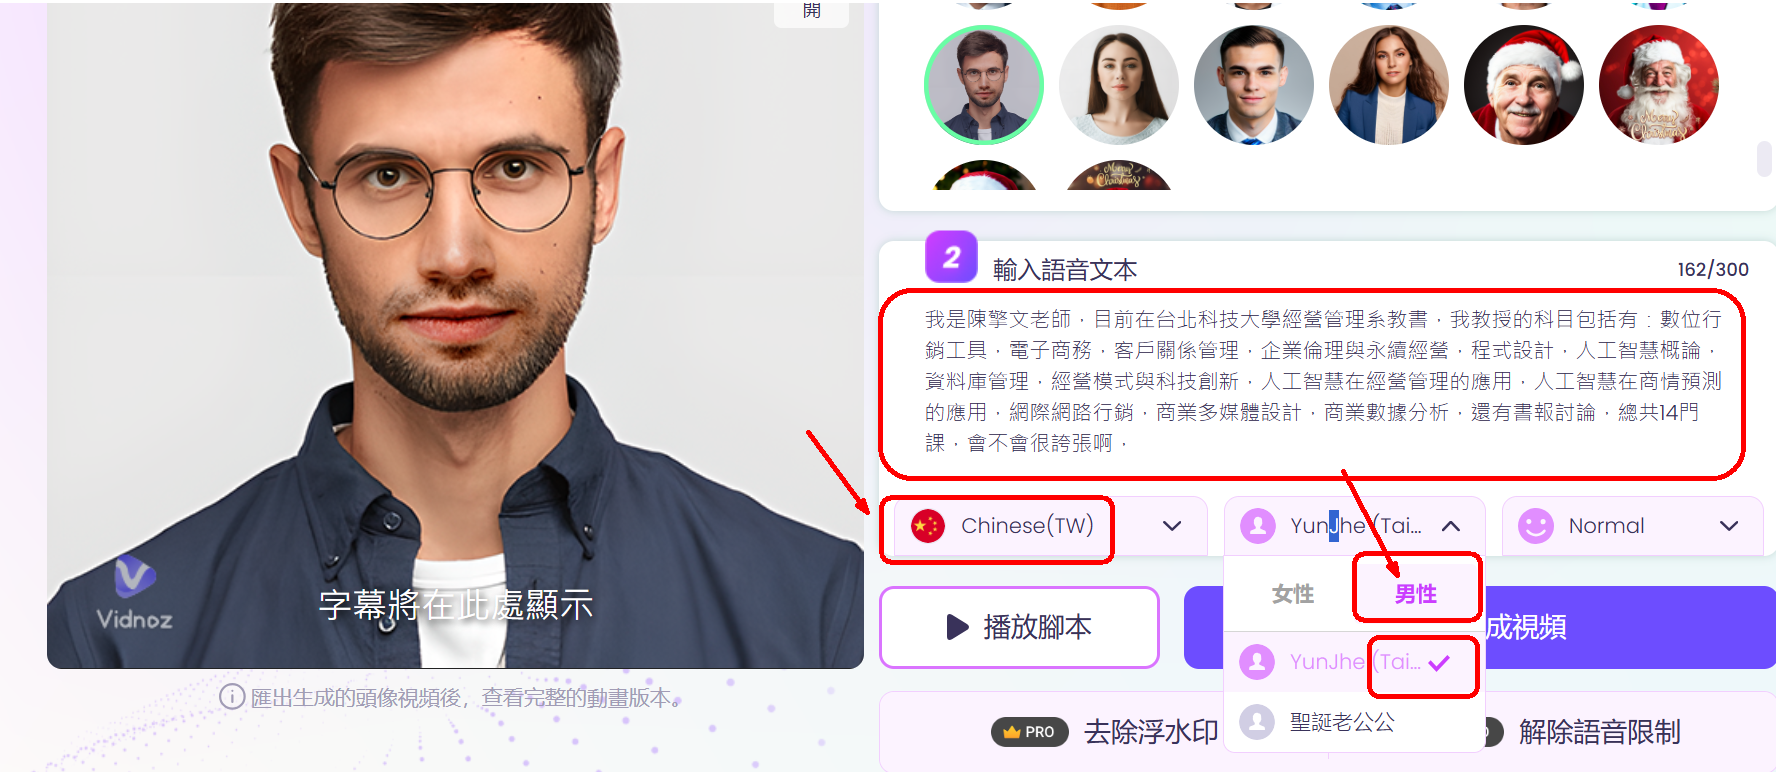 開
Merry
Christmas
Merry
Christmas
2
輸入語音文本
162/300
我是陳擎文老師，目前在台北科技大學經營管理系教書，我教授的科目包括有：數位行
銷工具，電子商務，客戶關係管理，企業倫理與永續經營，程式設計，人工智慧概論，
資料庫管理，經營模式與科技創新，人工智慧在經營管理的應用，人工智慧在商情預測
的應用，網際網路行銷，商業多媒體設計，商業數據分析，還有書報討論，總共14門
課，會不會很誇張啊，
Chinese(TW)
YunJhe (Tai...
Normal
女性
男性
YunJhe (Tai...
聖誕老公公
播放腳本
成視頻
Vidnoz
字幕將在此處顯示
匯出生成的頭像視頻後，查看完整的動畫版本。
PRO
去除浮水印
解除語音限制